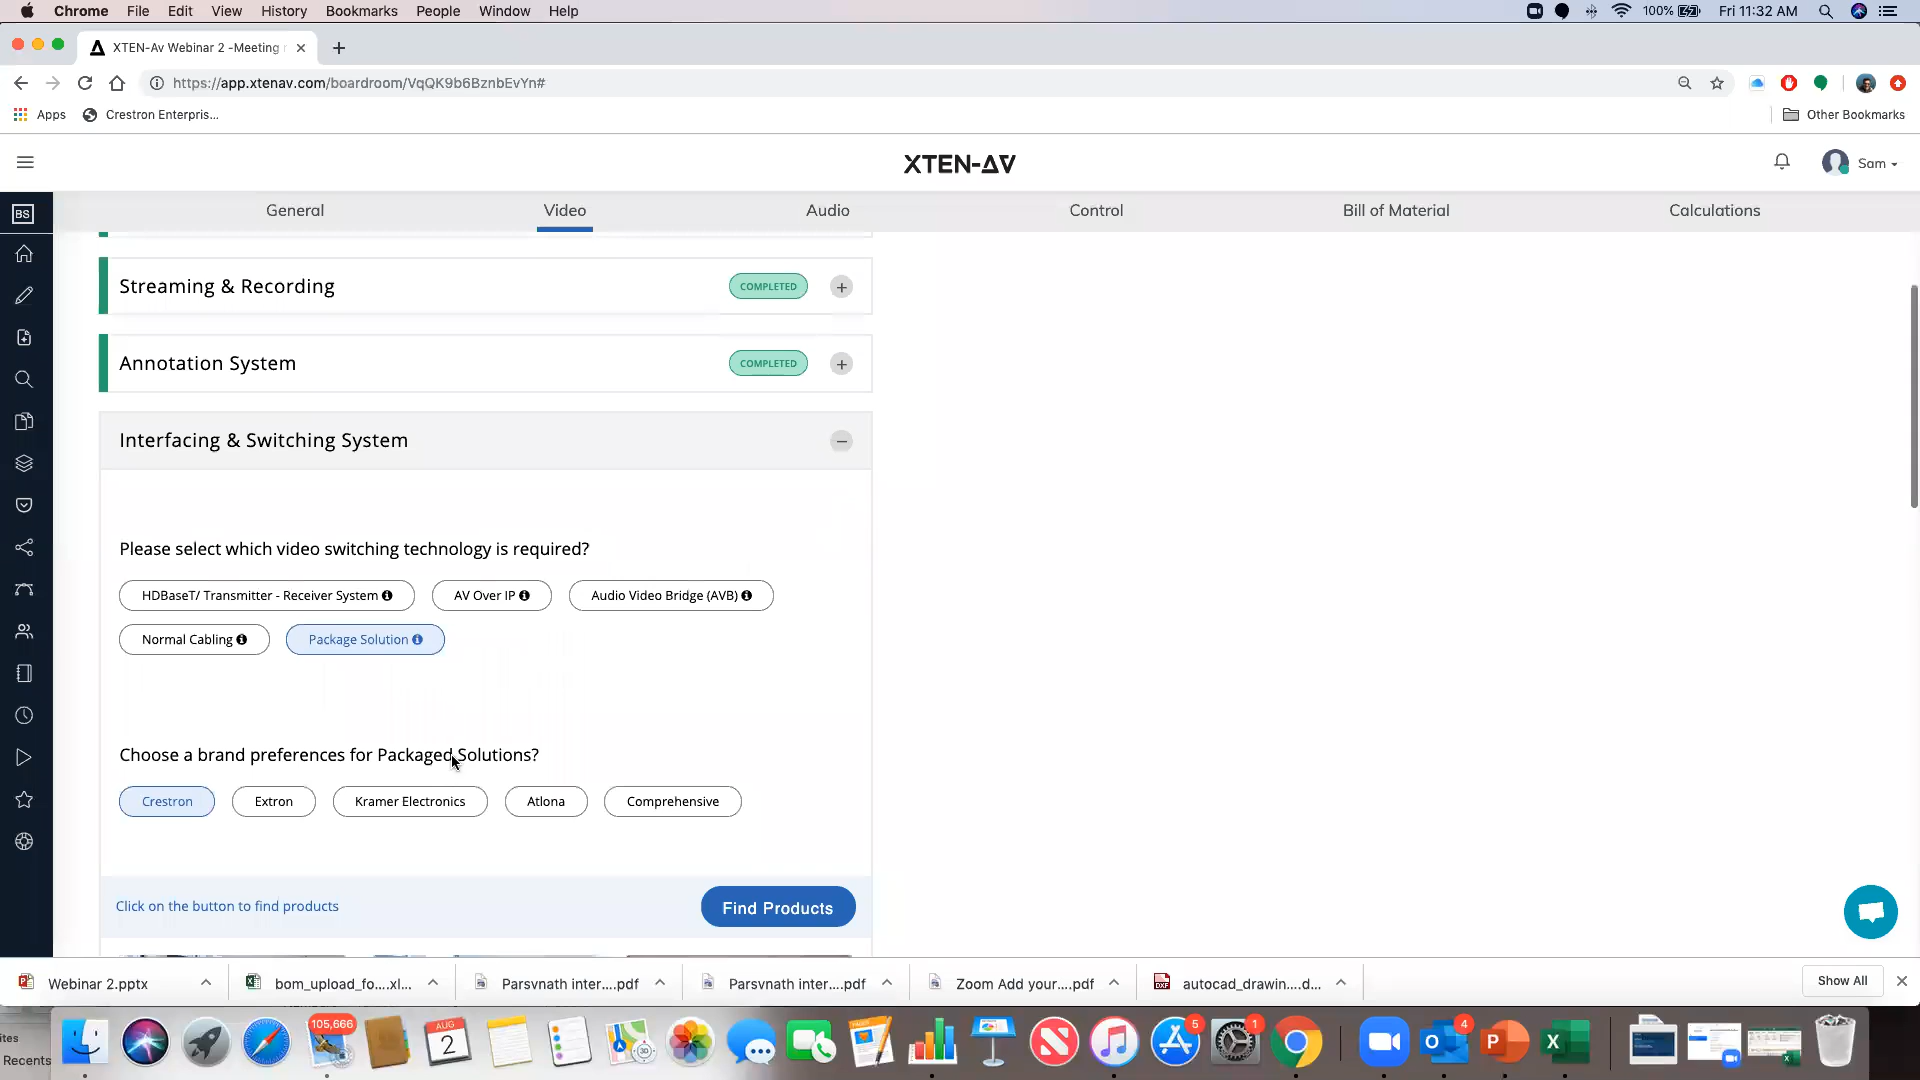 Chrome File Edit View History Bookmarks People Window Help 100% Fri 11:32 AM
XTEN-Av Webinar 2 -Meeting
https://app.xtenav.com/boardroom/VqQK9b6BznbEvYn#
Apps Crestron Enterpris... Other Bookmarks
XTEN-AV Sam
BS General Video Audio Control Bill of Material Calculations
Streaming & Recording COMPLETED
Annotation System COMPLETED
Interfacing & Switching System
Please select which video switching technology is required?
HDBaseT/ Transmitter - Receiver System AV Over IP Audio Video Bridge (AVB)
Normal Cabling Package Solution
Choose a brand preferences for Packaged Solutions?
Crestron Extron Kramer Electronics Atlona Comprehensive
Click on the button to find products Find Products
Webinar 2.pptx bom_upload_fo....xl... Parsvnath inter....pdf Parsvnath inter....pdf Zoom Add your....pdf autocad_drawin....d... Show All
105,666 AUG 2 5 1 4
ites
Recents